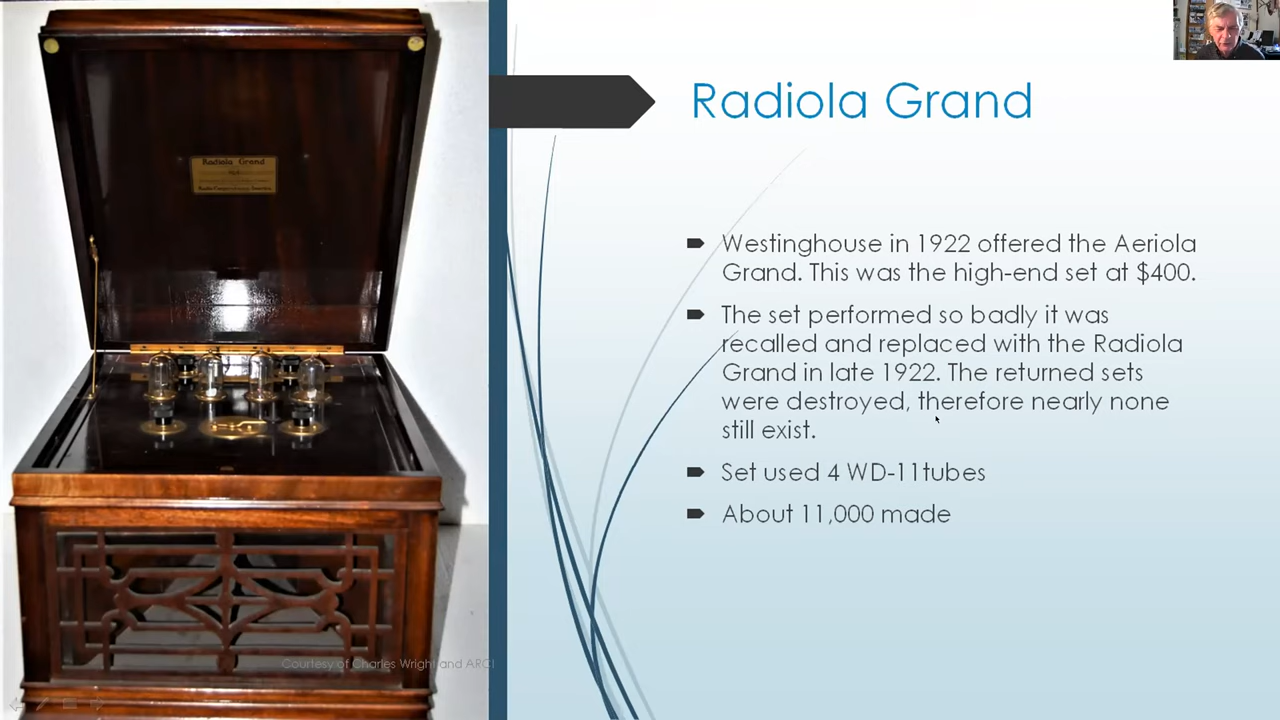 Radiola Grand
Radiola Grand
Westinghouse in 1922 offered the Aeriola
Grand. This was the high-end set at $400.
The set performed so badly it was
recalled and replaced with the Radiola
Grand in late 1922. The returned sets
were destroyed, therefore nearly none
still exist.
Set used 4 WD-11tubes
About 11,000 made
Courtesy of Charles Wright and ARCI